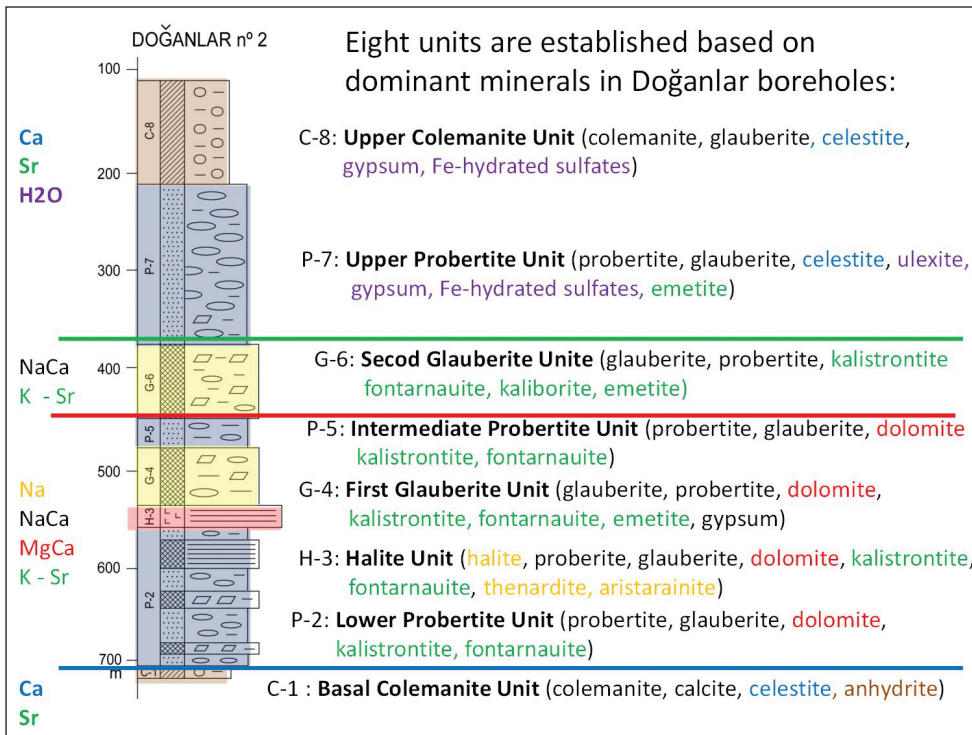 DOĞANLAR nº 2
Eight units are established based on
dominant minerals in Doğanlar boreholes:
100
200
300
400
500
600
700
m
C-8
P-7
G-6
P-5
G-4
H-3
P-2
C-1
Ca
Sr
H2O
NaCa
K - Sr
Na
NaCa
MgCa
K - Sr
Ca
Sr
C-8: Upper Colemanite Unit (colemanite, glauberite, celestite,
gypsum, Fe-hydrated sulfates)
P-7: Upper Probertite Unit (probertite, glauberite, celestite, ulexite,
gypsum, Fe-hydrated sulfates, emetite)
G-6: Secod Glauberite Unite (glauberite, probertite, kalistrontite
fontarnauite, kaliborite, emetite)
P-5: Intermediate Probertite Unit (probertite, glauberite, dolomite
kalistrontite, fontarnauite)
G-4: First Glauberite Unit (glauberite, probertite, dolomite,
kalistrontite, fontarnauite, emetite, gypsum)
H-3: Halite Unit (halite, proberite, glauberite, dolomite, kalistrontite,
fontarnauite, thenardite, aristarainite)
P-2: Lower Probertite Unit (probertite, glauberite, dolomite,
kalistrontite, fontarnauite)
C-1 : Basal Colemanite Unit (colemanite, calcite, celestite, anhydrite)